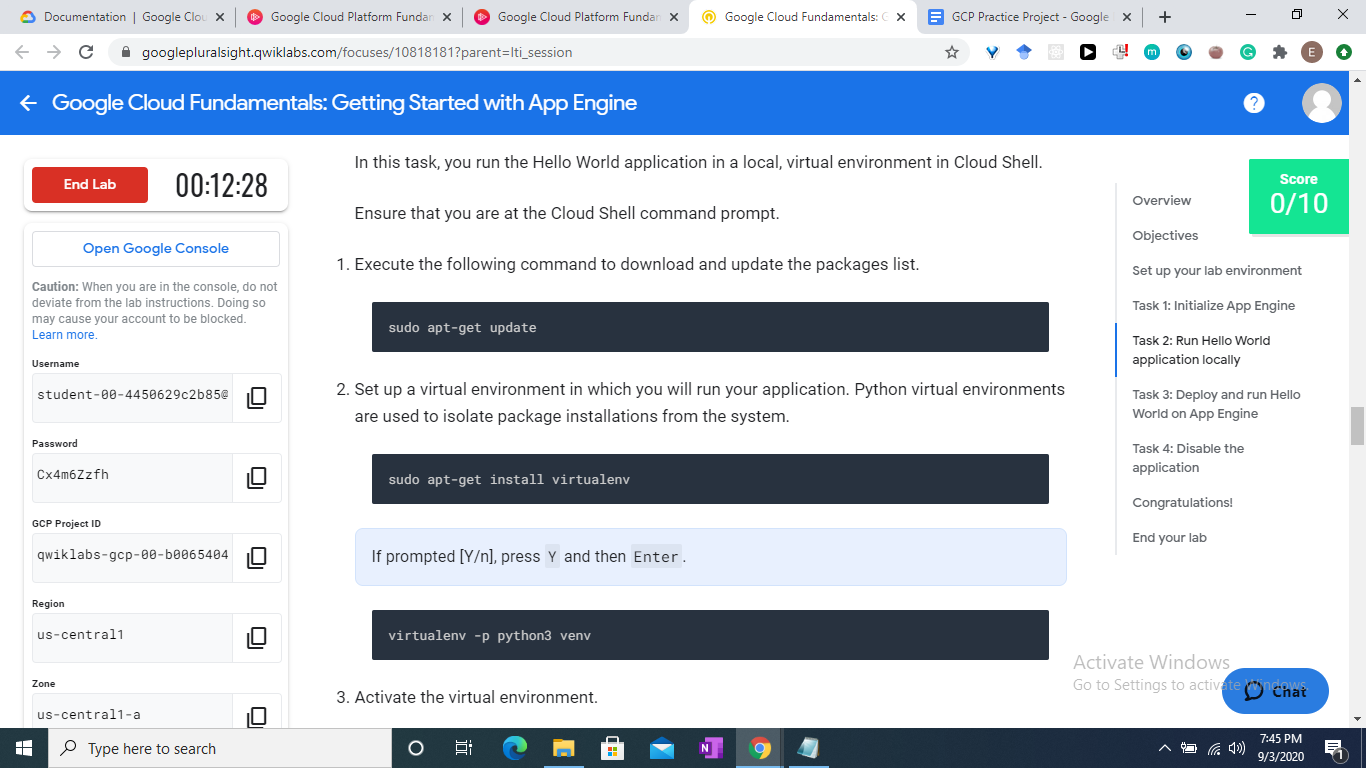 Documentation | Google Clou
Google Cloud Platform Fundar
Google Cloud Platform Fundar
Google Cloud Fundamentals: G
GCP Practice Project - Google
googlepluralsight.qwiklabs.com/focuses/10818181?parent=lti_session
Google Cloud Fundamentals: Getting Started with App Engine
End Lab
00:12:28
Open Google Console
Caution: When you are in the console, do not
deviate from the lab instructions. Doing so
may cause your account to be blocked.
Learn more.
Username
student-00-4450629c2b85@
Password
Cx4m6Zzfh
GCP Project ID
qwiklabs-gcp-00-b0065404
Region
us-central1
Zone
us-central1-a
In this task, you run the Hello World application in a local, virtual environment in Cloud Shell.
Ensure that you are at the Cloud Shell command prompt.
1. Execute the following command to download and update the packages list.
sudo apt-get update
2. Set up a virtual environment in which you will run your application. Python virtual environments
are used to isolate package installations from the system.
sudo apt-get install virtualenv
If prompted [Y/n], press Y and then Enter.
virtualenv -p python3 venv
3. Activate the virtual environment.
Score
0/10
Overview
Objectives
Set up your lab environment
Task 1: Initialize App Engine
Task 2: Run Hello World
application locally
Task 3: Deploy and run Hello
World on App Engine
Task 4: Disable the
application
Congratulations!
End your lab
Activate Windows
Go to Settings to activate Windows.
Chat
Type here to search
7:45 PM
9/3/2020
1